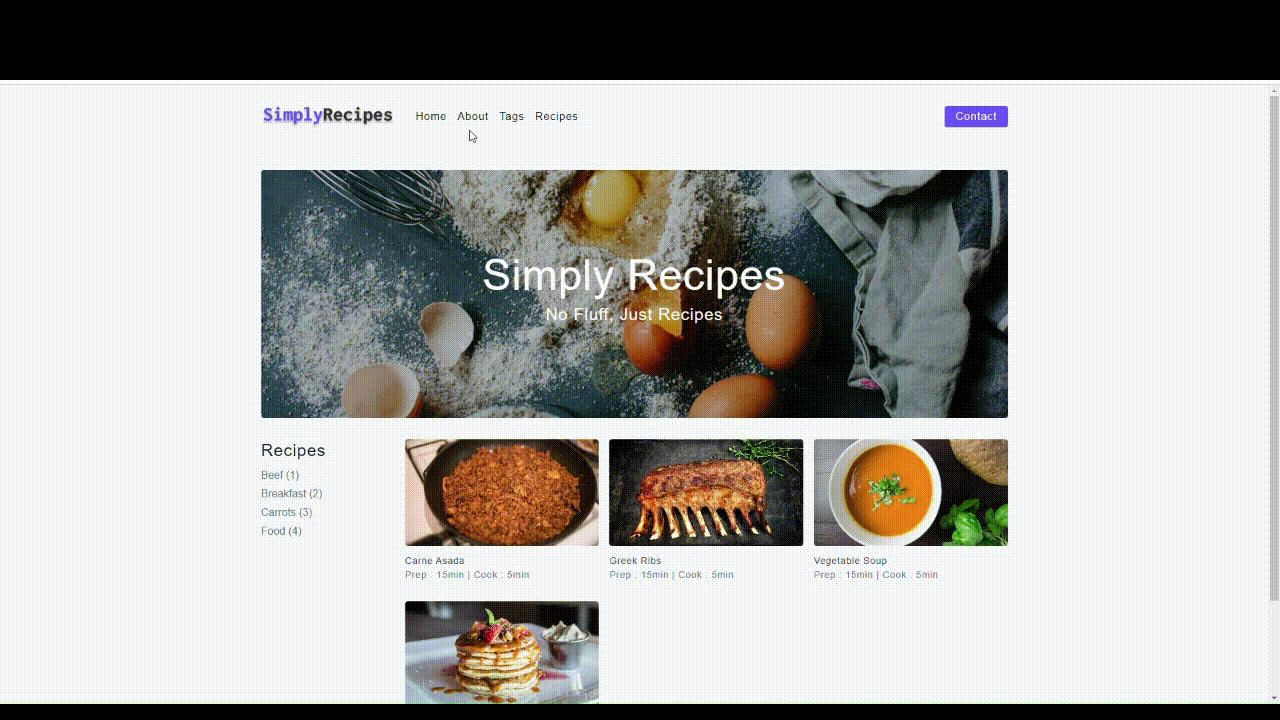 SimplyRecipes
Home About Tags Recipes
Contact
Simply Recipes
No Fluff, Just Recipes
Recipes
Beef (1)
Breakfast (2)
Carrots (3)
Food (4)
Carne Asada
Prep : 15min | Cook : 5min
Greek Ribs
Prep : 15min | Cook : 5min
Vegetable Soup
Prep : 15min | Cook : 5min